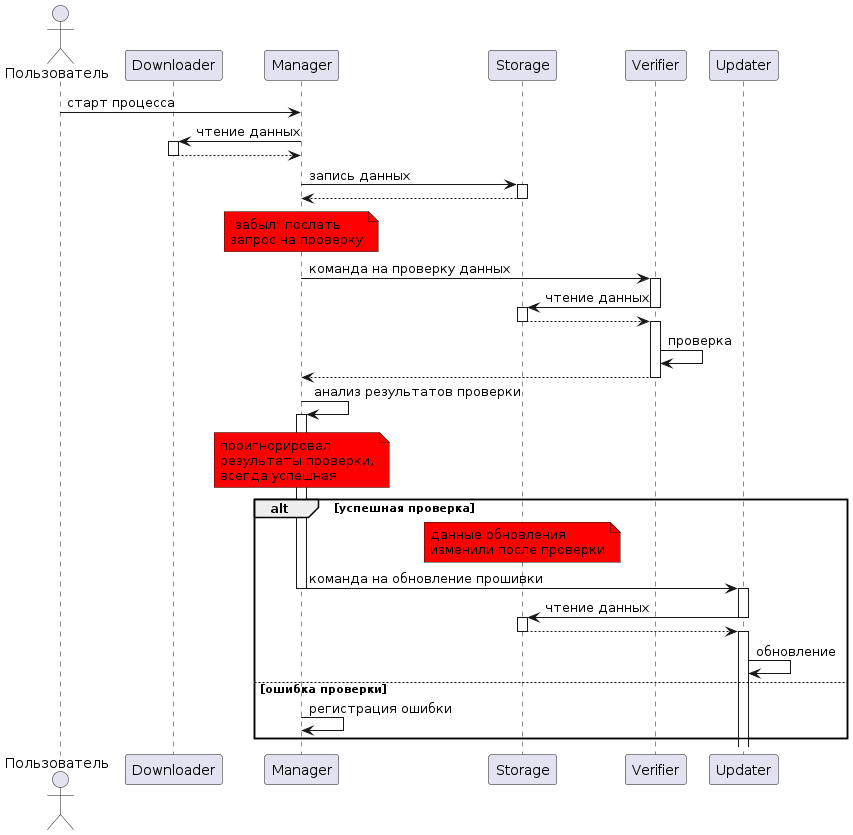 Пользователь
Downloader
Manager
Storage
Verifier
Updater
старт процесса
чтение данных
запись данных
"забыл" послать
запрос на проверку
команда на проверку данных
чтение данных
проверка
анализ результатов проверки
проигнорировал
результаты проверки,
всегда успешная
alt
[успешная проверка]
данные обновления
изменили после проверки
команда на обновление прошивки
чтение данных
обновление
[ошибка проверки]
регистрация ошибки
Пользователь
Downloader
Manager
Storage
Verifier
Updater